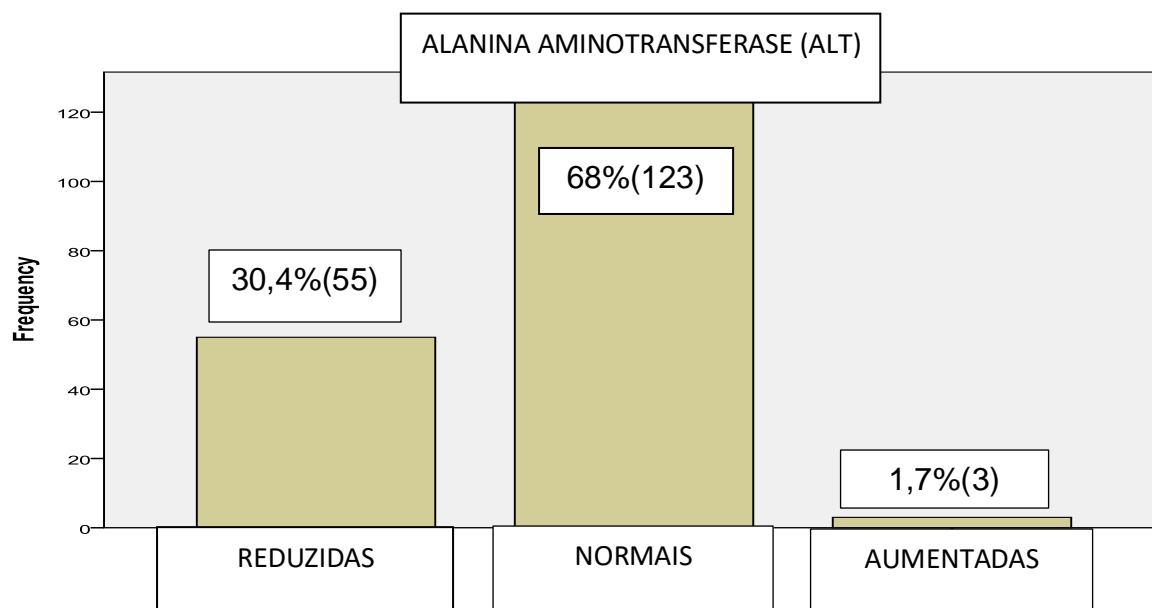 ALANINA AMINOTRANSFERASE (ALT)
120
100
80
60
40
20
0
Frequency
68%(123)
30,4%(55)
1,7%(3)
REDUZIDAS
NORMAIS
AUMENTADAS